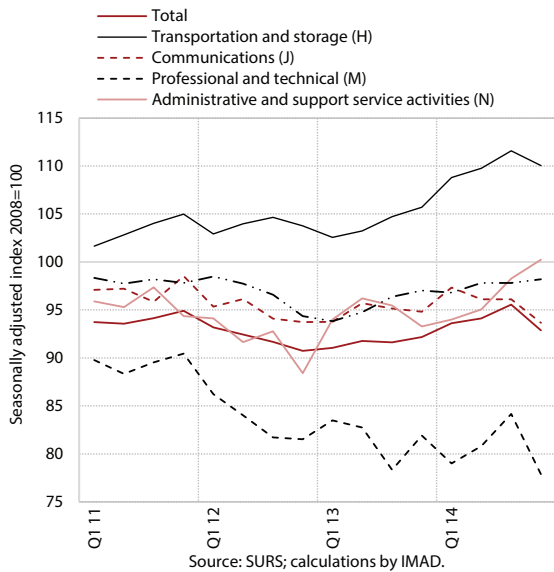 Total
Transportation and storage (H)
Communications (J)
Professional and technical (M)
Administrative and support service activities (N)
Seasonally adjusted index 2008=100
115
110
105
100
95
90
85
80
75
Q1 11
Q1 12
Q1 13
Q1 14
Source: SURS; calculations by IMAD.